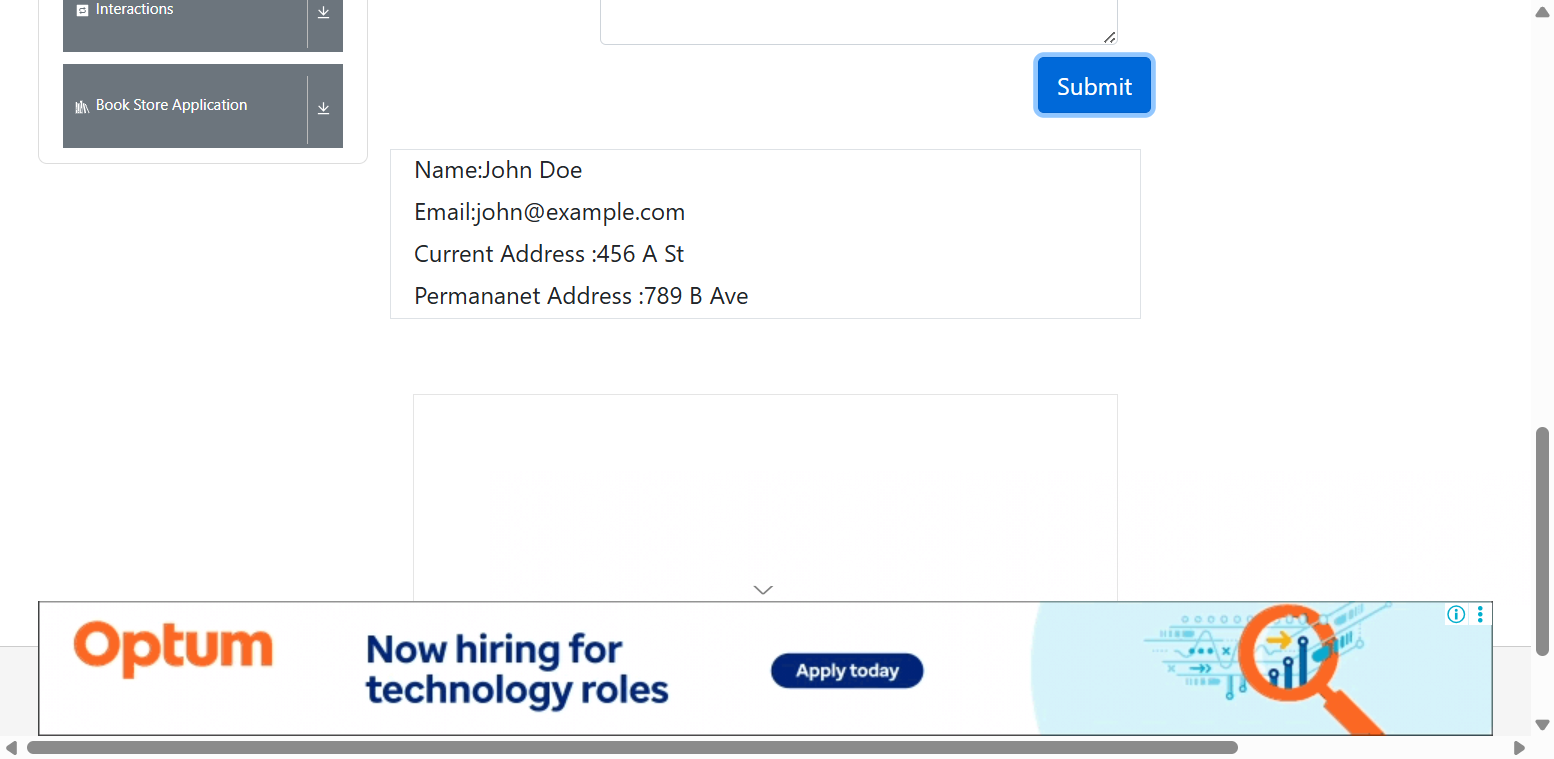 Interactions
Book Store Application
Submit
Name:John Doe
Email:john@example.com
Current Address :456 A St
Permananet Address :789 B Ave
Optum
Now hiring for
technology roles
Apply today